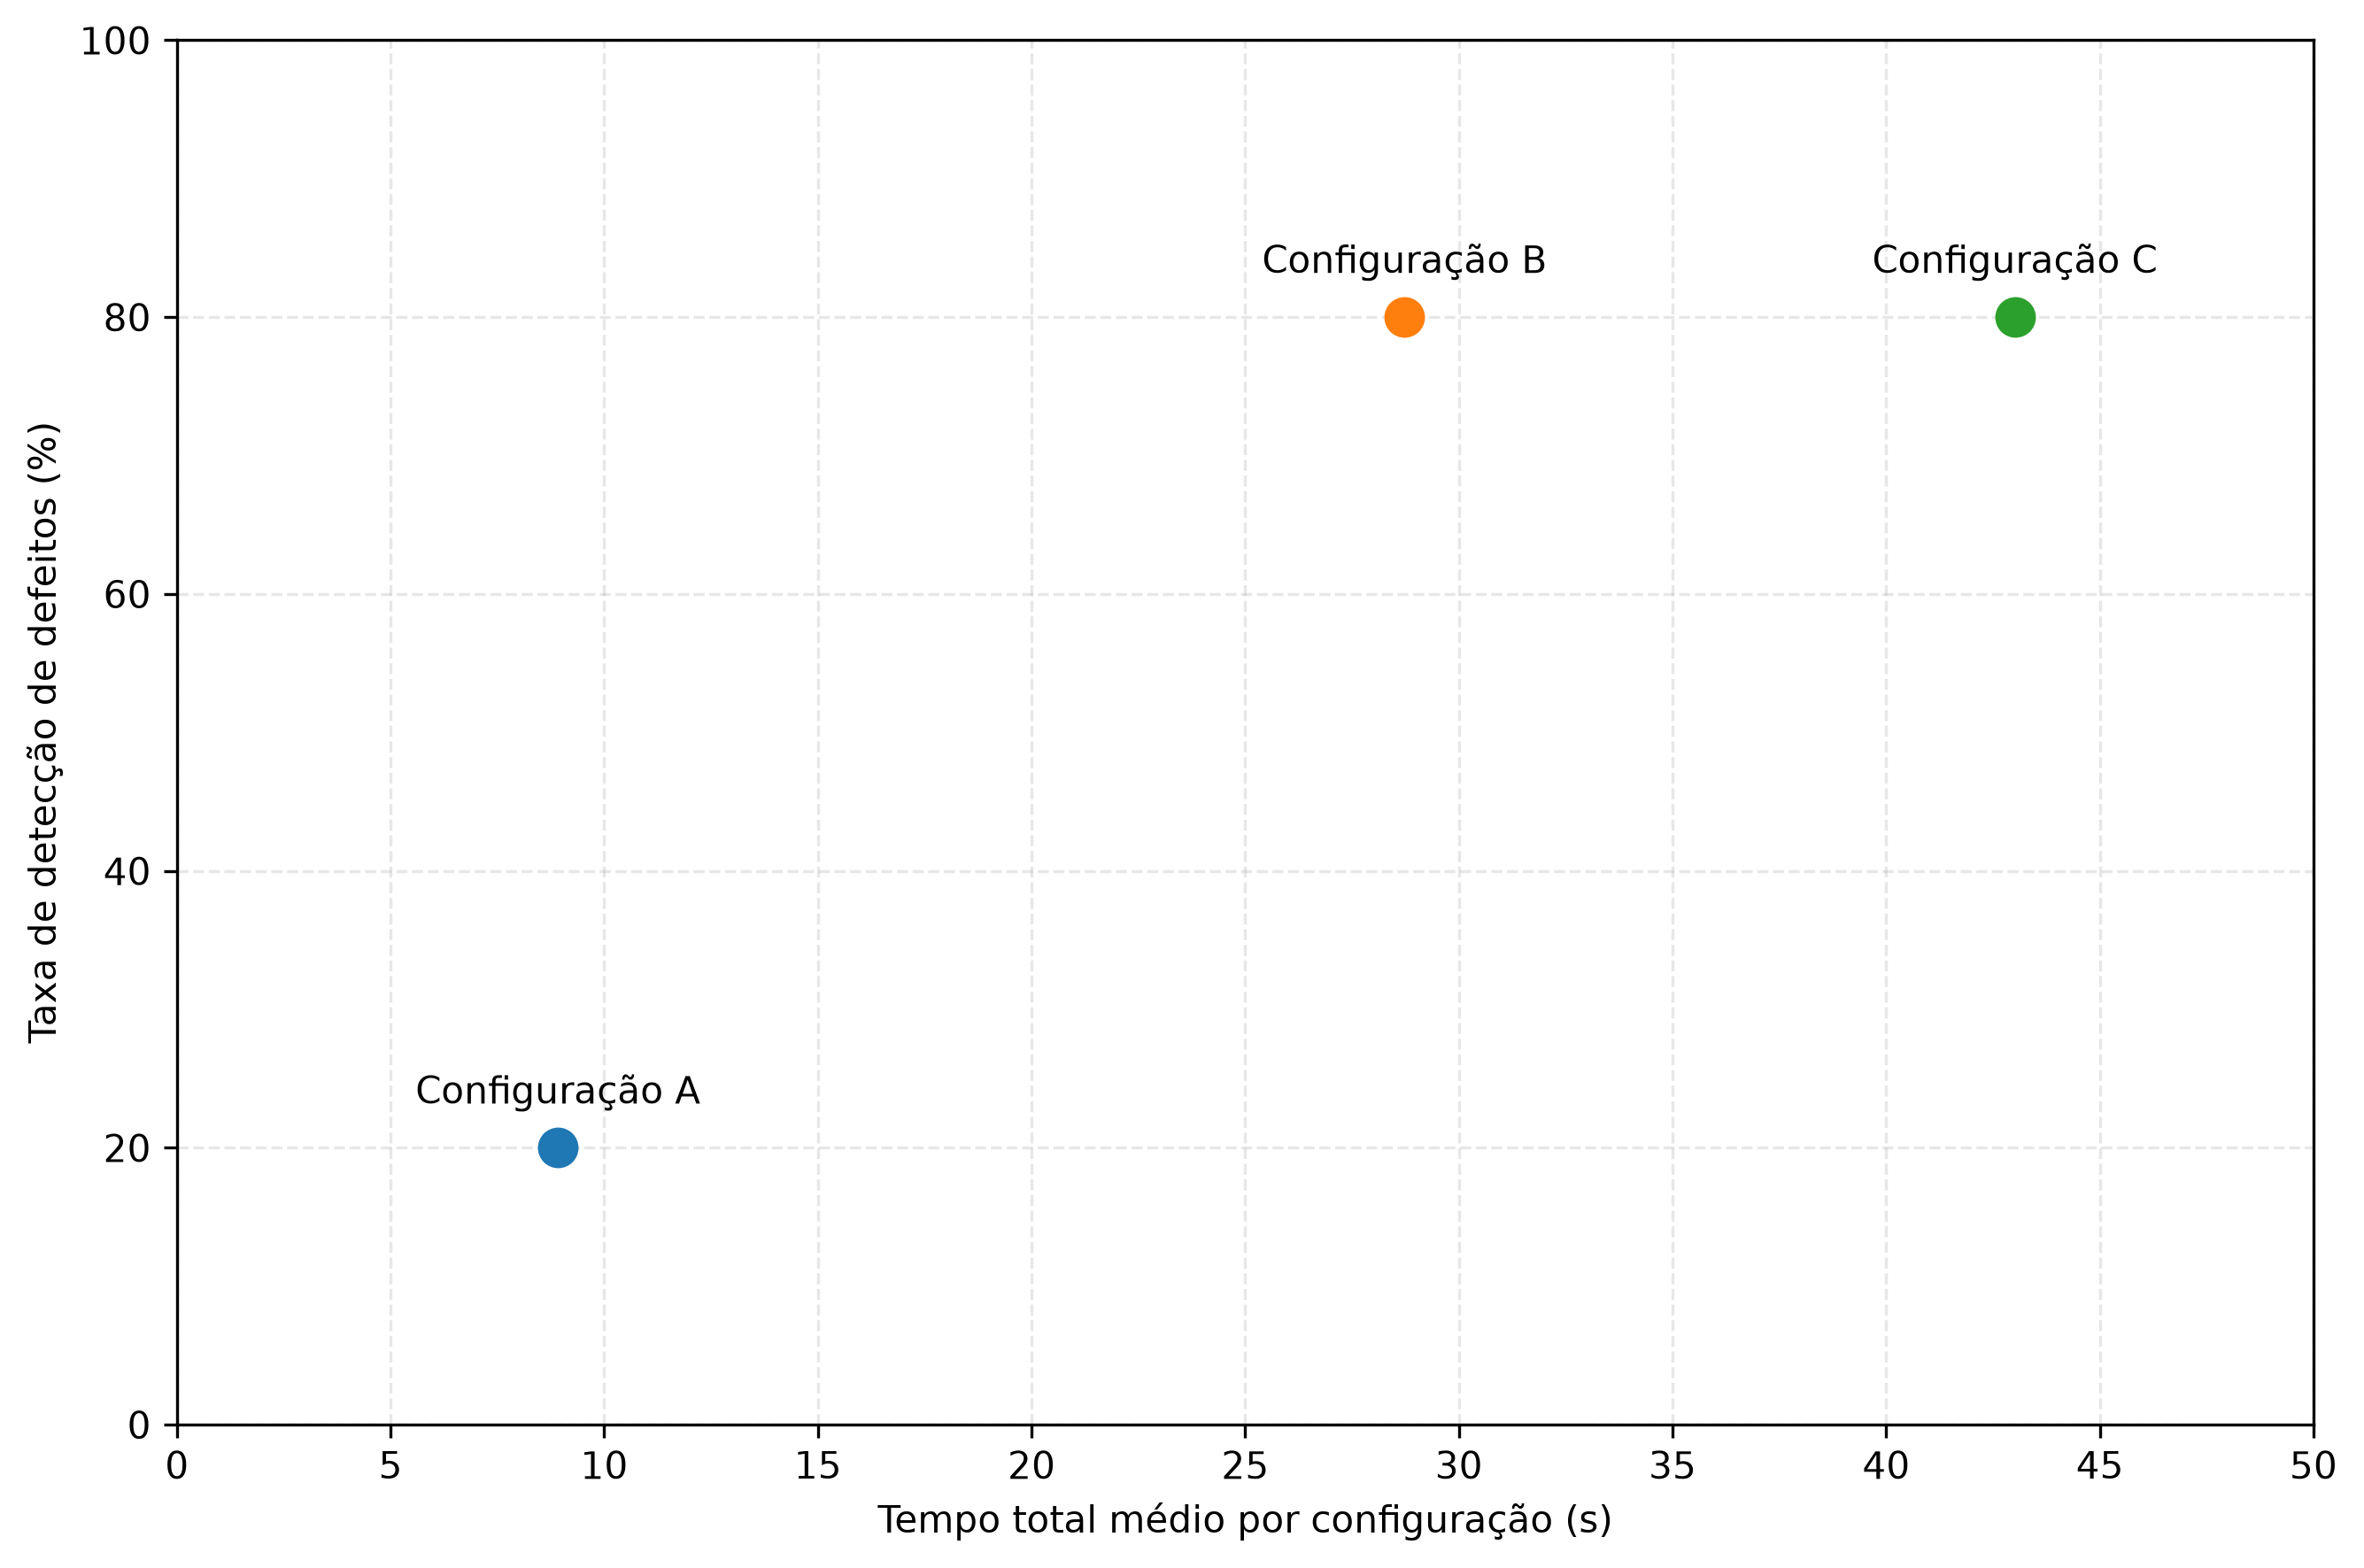 100
80
60
40
20
0
Taxa de detecção de defeitos (%)
Configuração B
Configuração C
Configuração A
0 5 10 15 20 25 30 35 40 45 50
Tempo total médio por configuração (s)